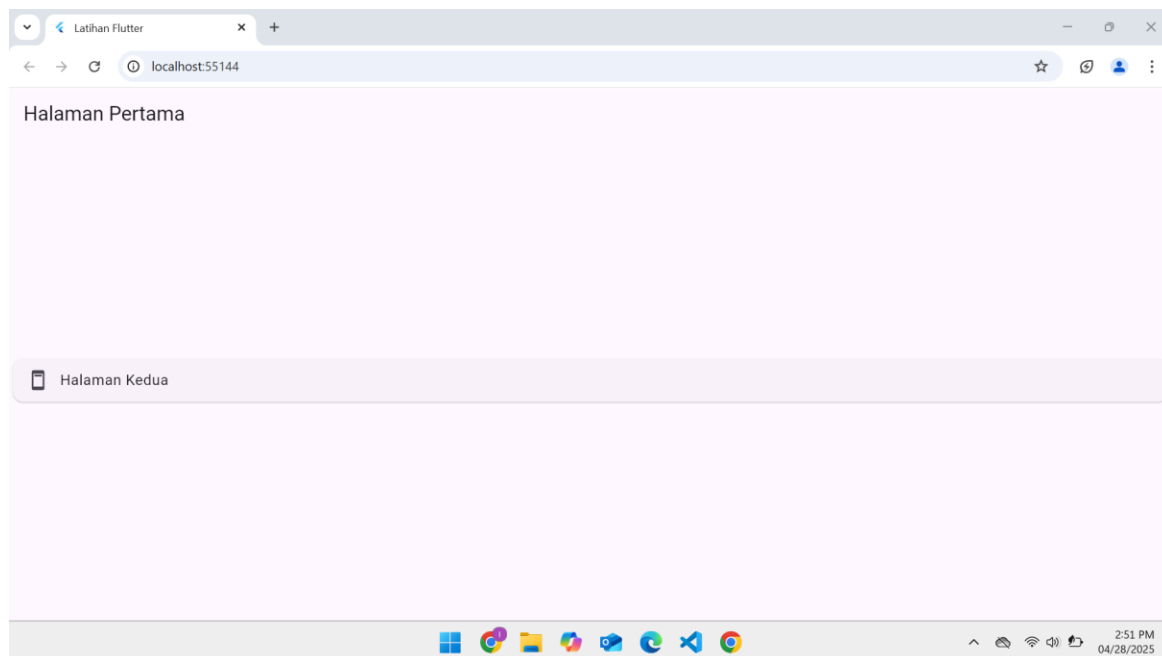 Latihan Flutter
localhost:55144
Halaman Pertama
Halaman Kedua
2:51 PM
04/28/2025